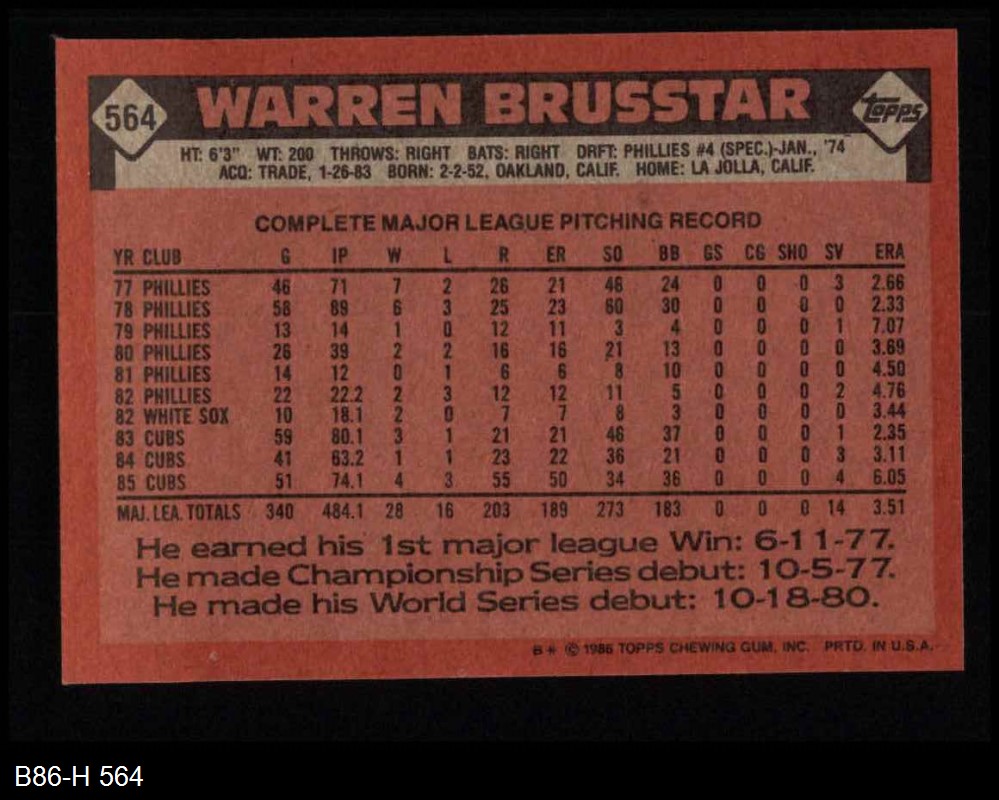 564 WARREN BRUSSTAR topps
HT: 6'3" WT: 200 THROWS: RIGHT BATS: RIGHT DRFT: PHILLIES #4 (SPEC.)-JAN., '74
ACQ: TRADE, 1-26-83 BORN: 2-2-52, OAKLAND, CALIF. HOME: LA JOLLA, CALIF.
COMPLETE MAJOR LEAGUE PITCHING RECORD
YR CLUB G IP W L R ER SO BB GS CG SHO SV ERA
77 PHILLIES 46 71 7 2 26 21 46 24 0 0 0 3 2.66
78 PHILLIES 58 89 6 3 25 23 60 30 0 0 0 0 2.33
79 PHILLIES 13 14 1 0 12 11 3 4 0 0 0 1 7.07
80 PHILLIES 26 39 2 2 16 16 21 13 0 0 0 0 3.69
81 PHILLIES 14 12 0 1 6 6 8 10 0 0 0 0 4.50
82 PHILLIES 22 22.2 2 3 12 12 11 5 0 0 0 2 4.76
82 WHITE SOX 10 18.1 2 0 7 7 8 3 0 0 0 0 3.44
83 CUBS 59 80.1 3 1 21 21 46 37 0 0 0 1 2.35
84 CUBS 41 63.2 1 1 23 22 36 21 0 0 0 3 3.11
85 CUBS 51 74.1 4 3 55 50 34 36 0 0 0 4 6.05
MAJ. LEA. TOTALS 340 484.1 28 16 203 189 273 183 0 0 0 14 3.51
He earned his 1st major league Win: 6-11-77.
He made Championship Series debut: 10-5-77.
He made his World Series debut: 10-18-80.
B* © 1986 TOPPS CHEWING GUM, INC. PRTD. IN U.S.A.
B86-H 564